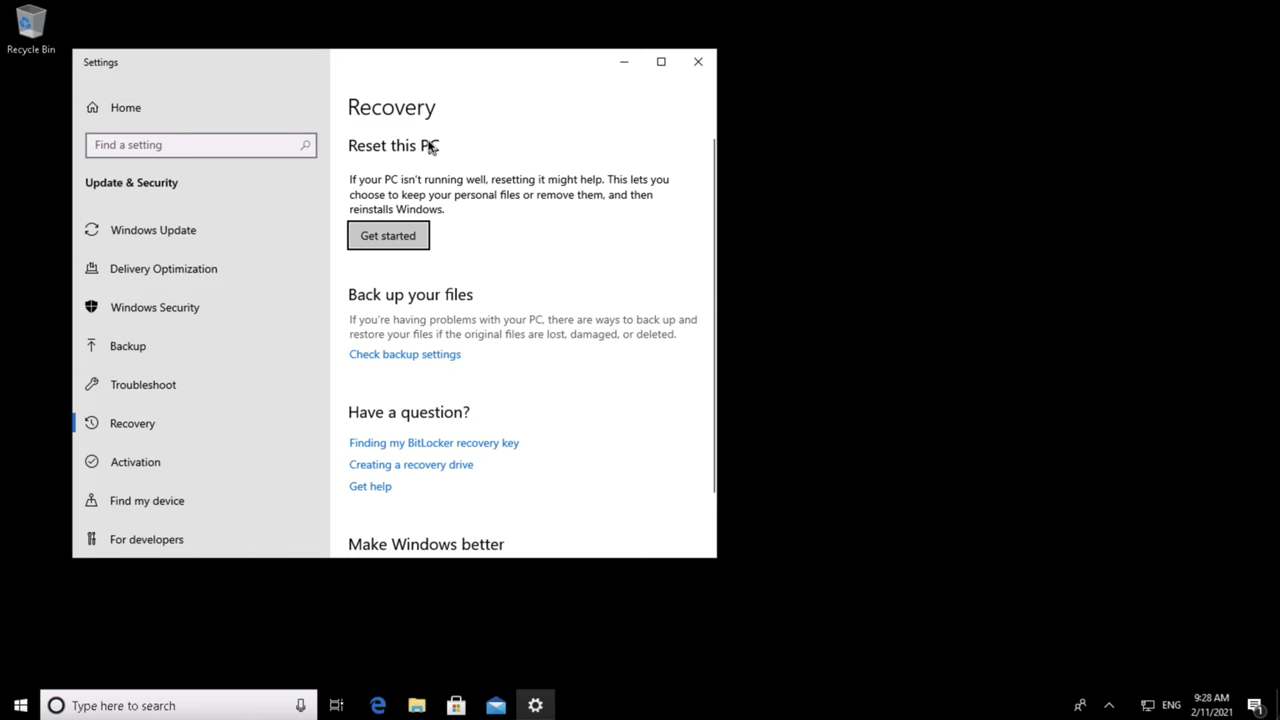 Recycle Bin
Settings
Home
Find a setting
Update & Security
Windows Update
Delivery Optimization
Windows Security
Backup
Troubleshoot
Recovery
Activation
Find my device
For developers
Recovery
Reset this PC
If your PC isn't running well, resetting it might help. This lets you
choose to keep your personal files or remove them, and then
reinstalls Windows.
Get started
Back up your files
If you're having problems with your PC, there are ways to back up and
restore your files if the original files are lost, damaged, or deleted.
Check backup settings
Have a question?
Finding my BitLocker recovery key
Creating a recovery drive
Get help
Make Windows better
Type here to search
ENG
9:28 AM
2/11/2021
1